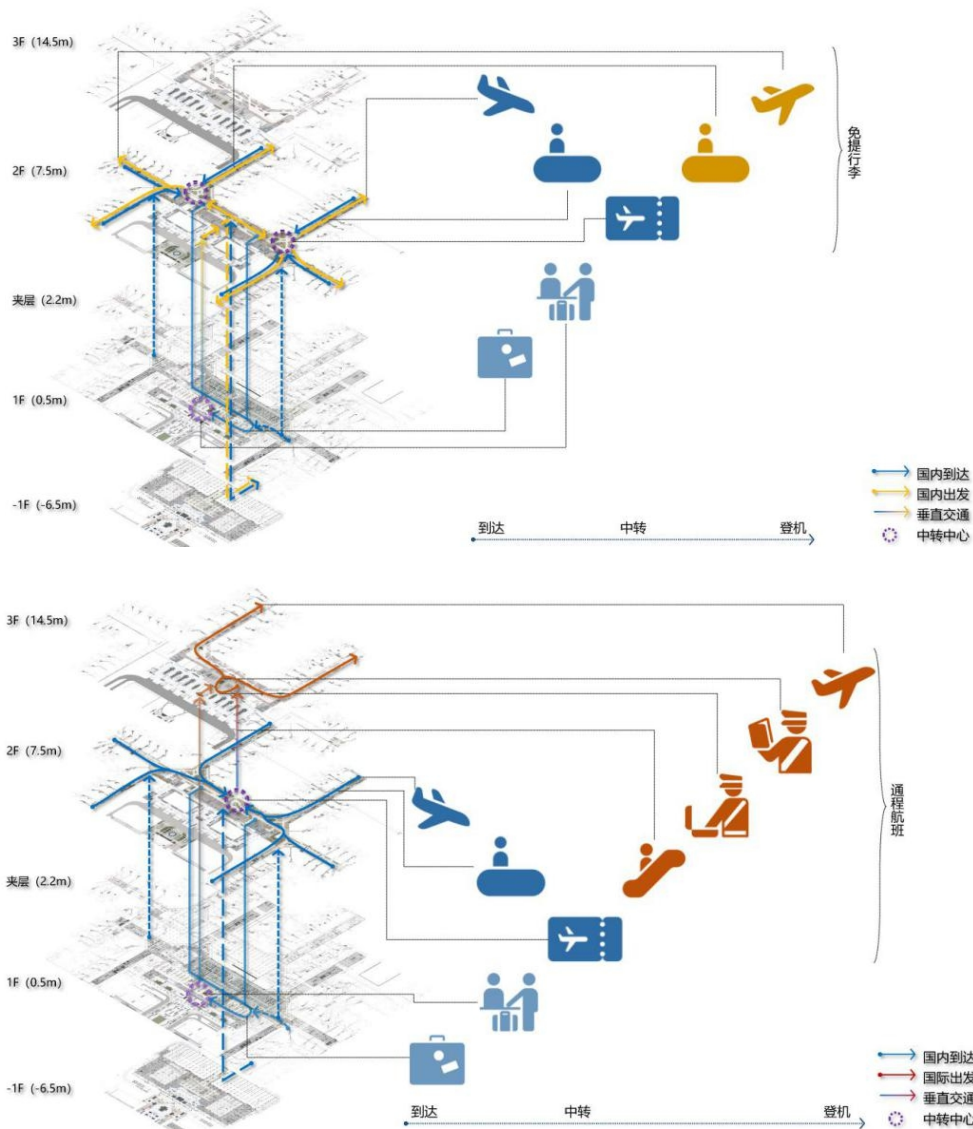 3F（14.5m）
2F（7.5m）
夹层（2.2m）
1F（0.5m）
-1F（-6.5m）
免提行李
国内到达
国内出发
垂直交通
中转中心
到达
中转
登机
3F（14.5m）
2F（7.5m）
夹层（2.2m）
1F（0.5m）
-1F（-6.5m）
通程航班
国内到达
国际出发
垂直交通
中转中心
到达
中转
登机